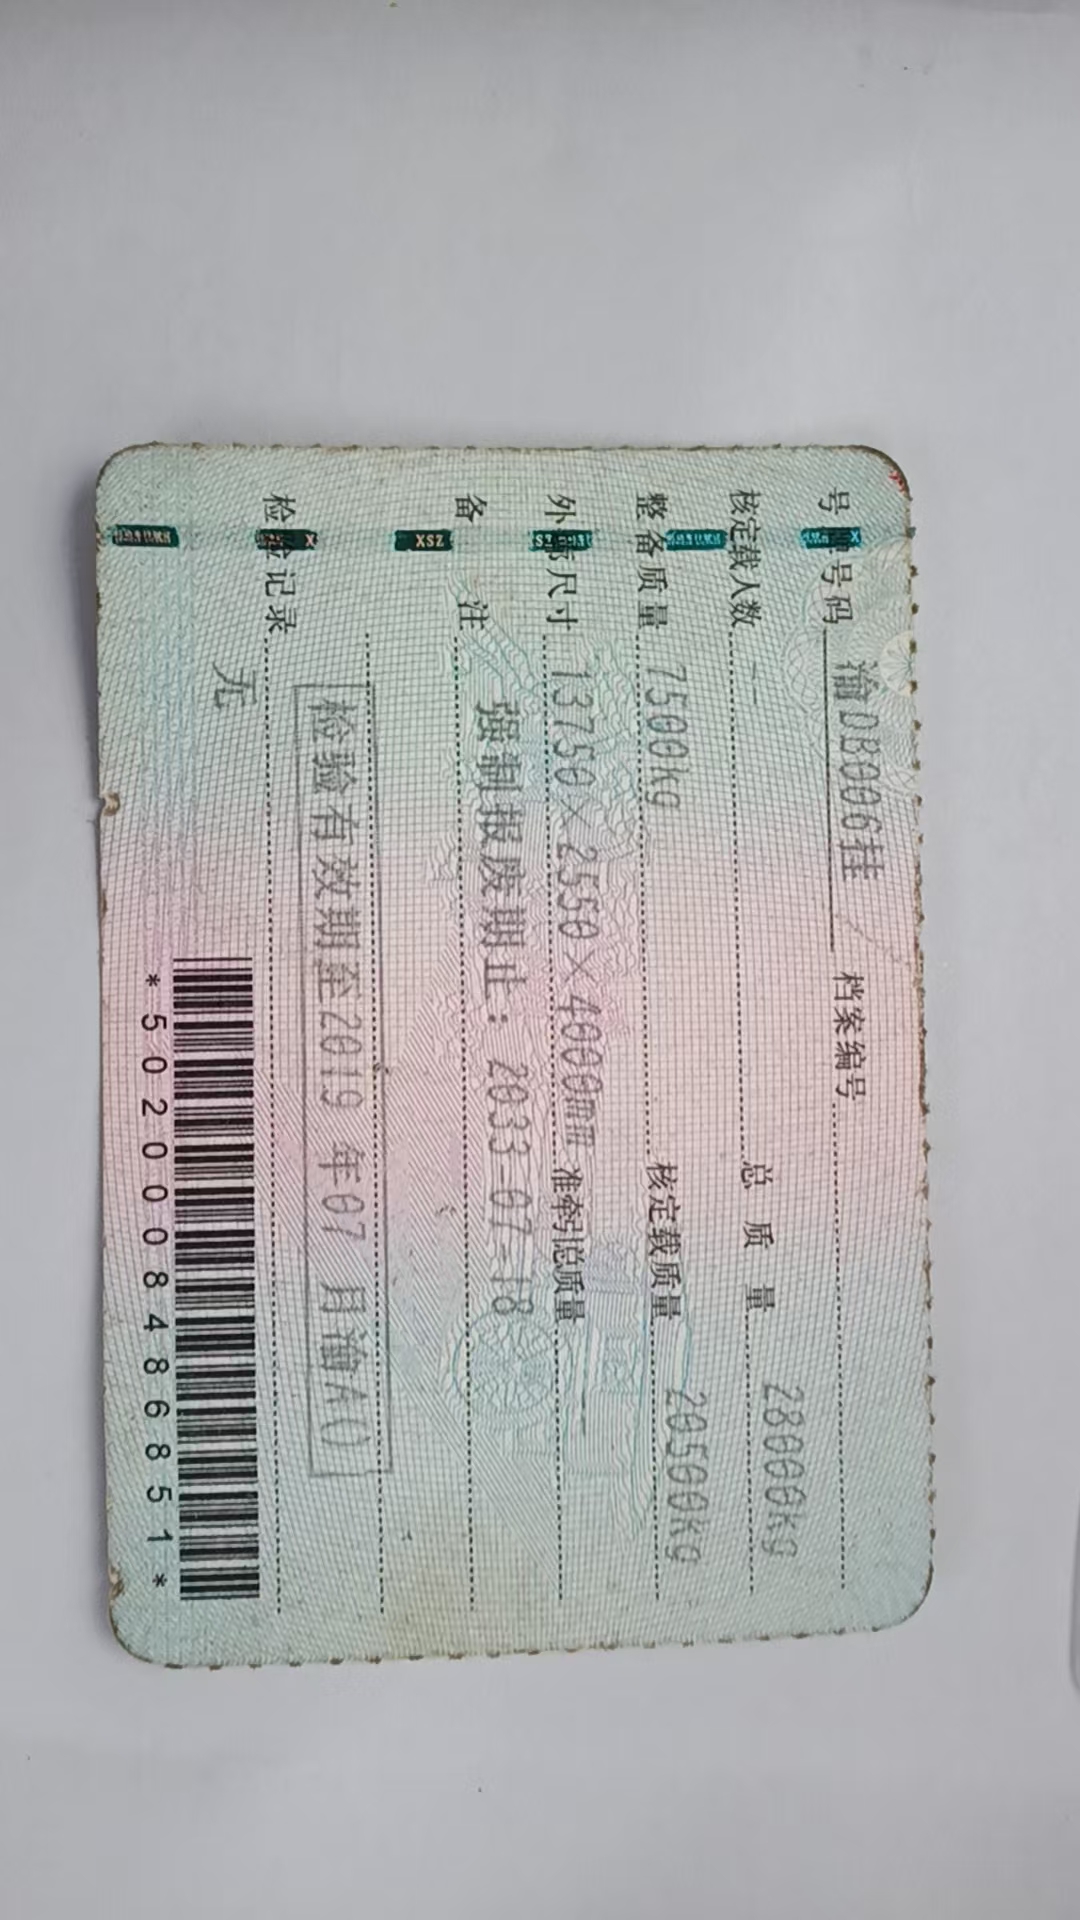 号牌号码 渝DB006挂 档案编号
核定载人数 -- 总质量 28000kg
整备质量 7500kg 核定载质量 20500kg
外部尺寸 13750×2550×4000mm 准牵引总质量 --
备注 强制报废期止：2033-07-18
检验有效期至2019年07月渝A()
检验记录
无
*5020008486851*